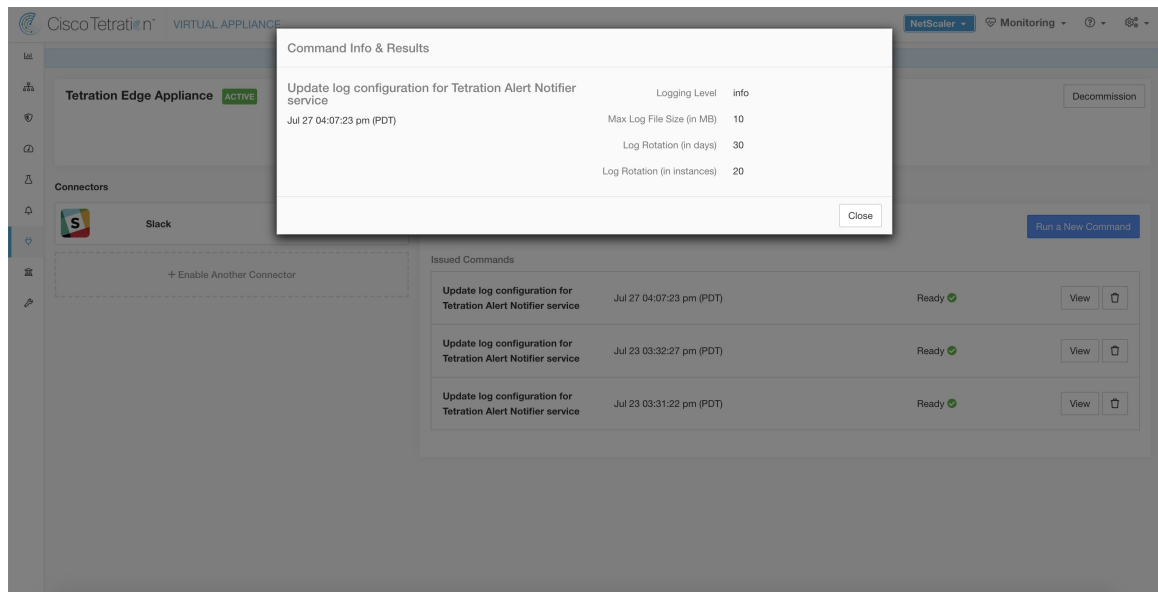 Cisco Tetration™ VIRTUAL APPLIANCE NetScaler Monitoring
Command Info & Results
Update log configuration for Tetration Alert Notifier
service
Jul 27 04:07:23 pm (PDT)
Logging Level info
Max Log File Size (in MB) 10
Log Rotation (in days) 30
Log Rotation (in instances) 20
Close
Tetration Edge Appliance ACTIVE Decommission
Connectors
S Slack
+ Enable Another Connector
Run a New Command
Issued Commands
Update log configuration for
Tetration Alert Notifier service
Jul 27 04:07:23 pm (PDT) Ready View
Update log configuration for
Tetration Alert Notifier service
Jul 23 03:32:27 pm (PDT) Ready View
Update log configuration for
Tetration Alert Notifier service
Jul 23 03:31:22 pm (PDT) Ready View